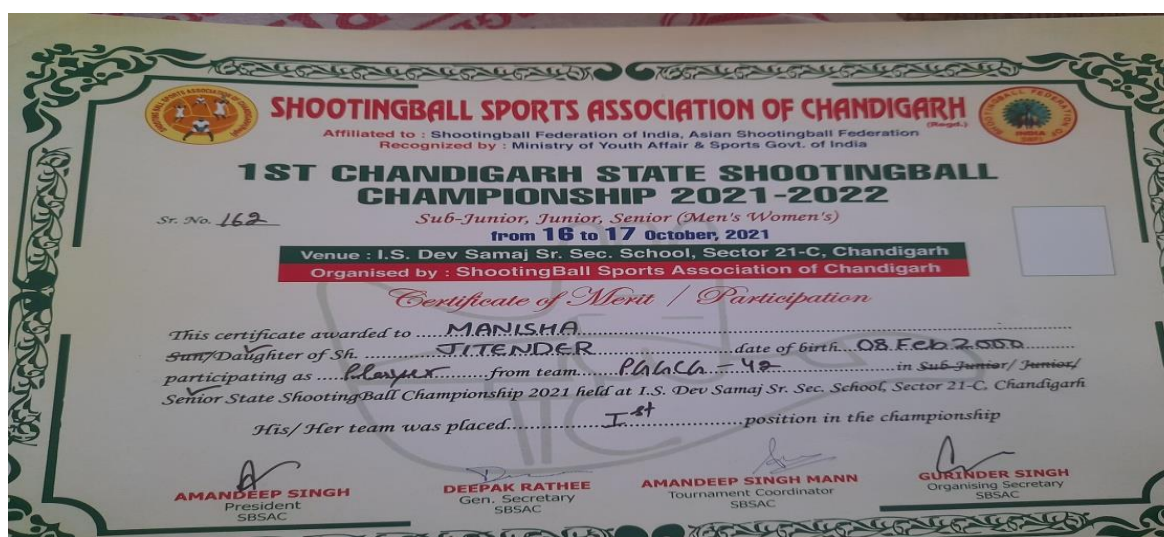 SHOOTINGBALL SPORTS ASSOCIATION OF CHANDIGARH
(Regd.)
Affiliated to : Shootingball Federation of India, Asian Shootingball Federation
Recognized by : Ministry of Youth Affair & Sports Govt. of India
1ST CHANDIGARH STATE SHOOTINGBALL
CHAMPIONSHIP 2021-2022
Sr. No. 162
Sub-Junior, Junior, Senior (Men's Women's)
from 16 to 17 October, 2021
Venue : I.S. Dev Samaj Sr. Sec. School, Sector 21-C, Chandigarh
Organised by : ShootingBall Sports Association of Chandigarh
Certificate of Merit / Participation
This certificate awarded to ....MANISHA....
Sun/Daughter of Sh. ....JITENDER....date of birth. 08 Feb 2000
participating as ....Player....from team....PGGCG-42....in Sub-Junior/ Junior/
Senior State ShootingBall Championship 2021 held at I.S. Dev Samaj Sr. Sec. School, Sector 21-C, Chandigarh
His/ Her team was placed....Ist....position in the championship
AMANDEEP SINGH
President
SBSAC
DEEPAK RATHEE
Gen. Secretary
SBSAC
AMANDEEP SINGH MANN
Tournament Coordinator
SBSAC
GURINDER SINGH
Organising Secretary
SBSAC